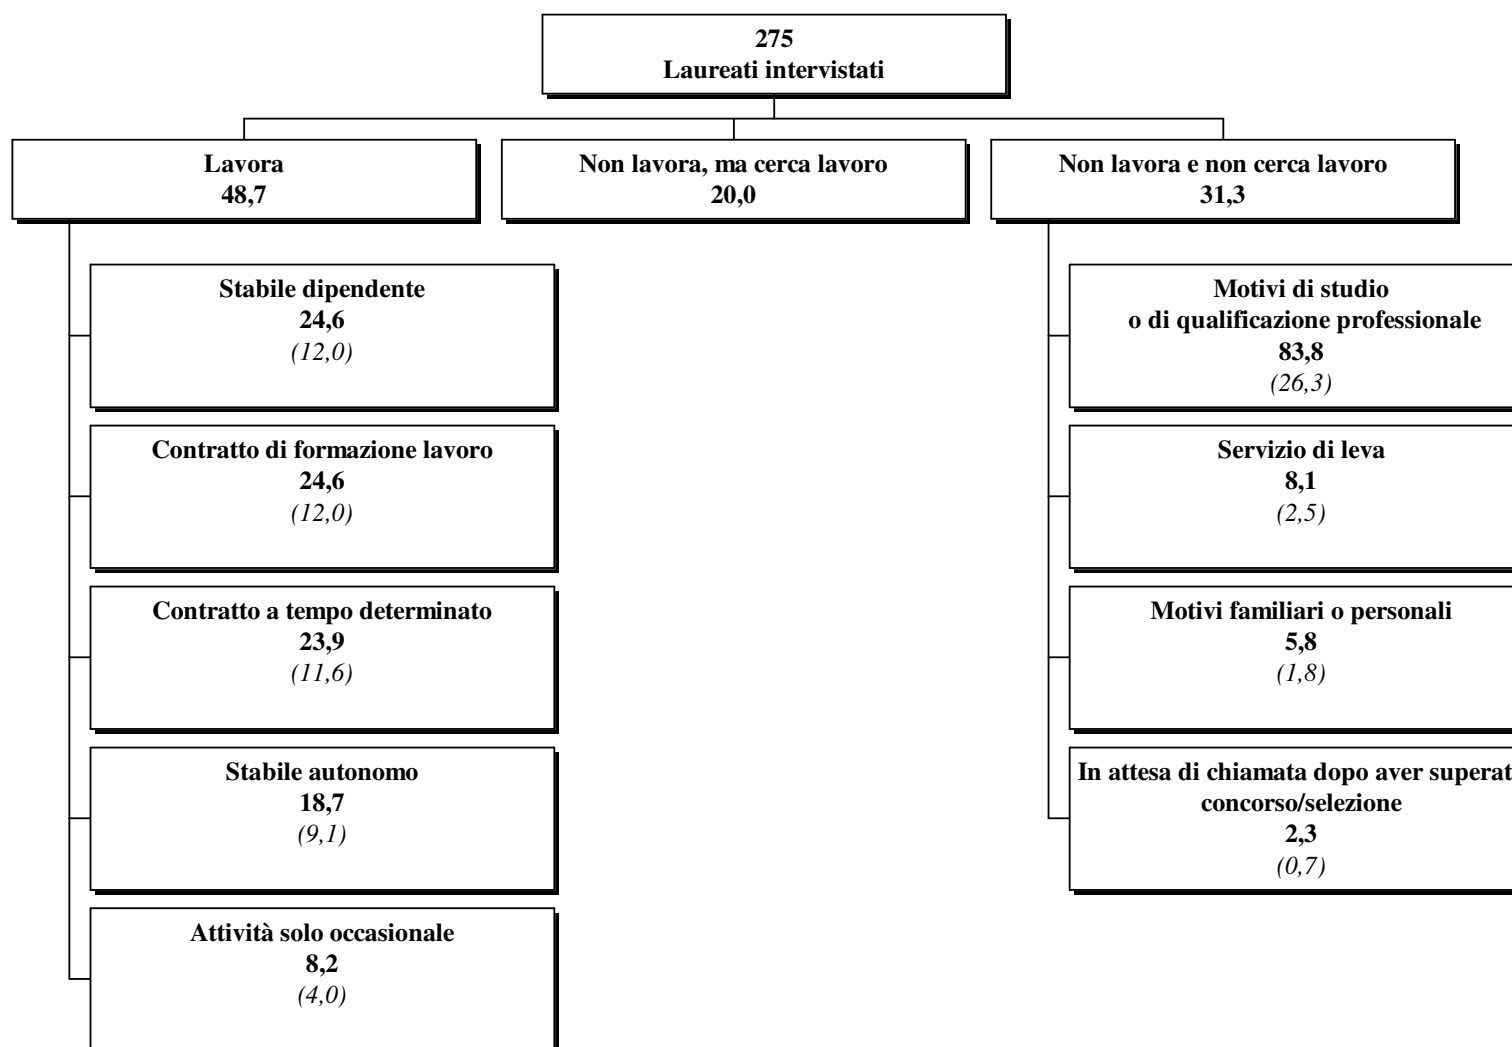 275
Laureati intervistati
Lavora
48,7
Non lavora, ma cerca lavoro
20,0
Non lavora e non cerca lavoro
31,3
Stabile dipendente
24,6
(12,0)
Contratto di formazione lavoro
24,6
(12,0)
Contratto a tempo determinato
23,9
(11,6)
Stabile autonomo
18,7
(9,1)
Attività solo occasionale
8,2
(4,0)
Motivi di studio
o di qualificazione professionale
83,8
(26,3)
Servizio di leva
8,1
(2,5)
Motivi familiari o personali
5,8
(1,8)
In attesa di chiamata dopo aver superat
concorso/selezione
2,3
(0,7)